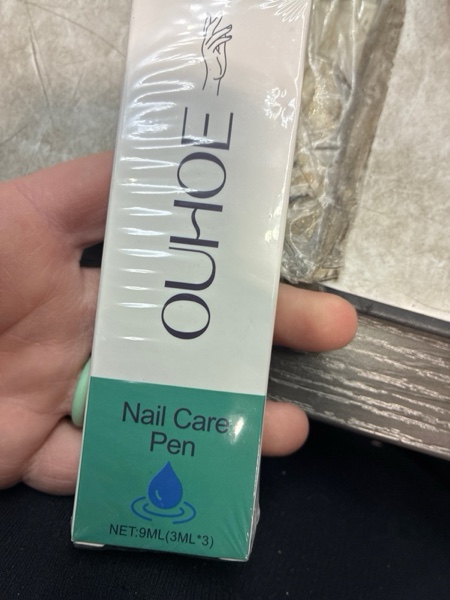 OUHOE
Nail Care
Pen
NET:9ML(3ML*3)